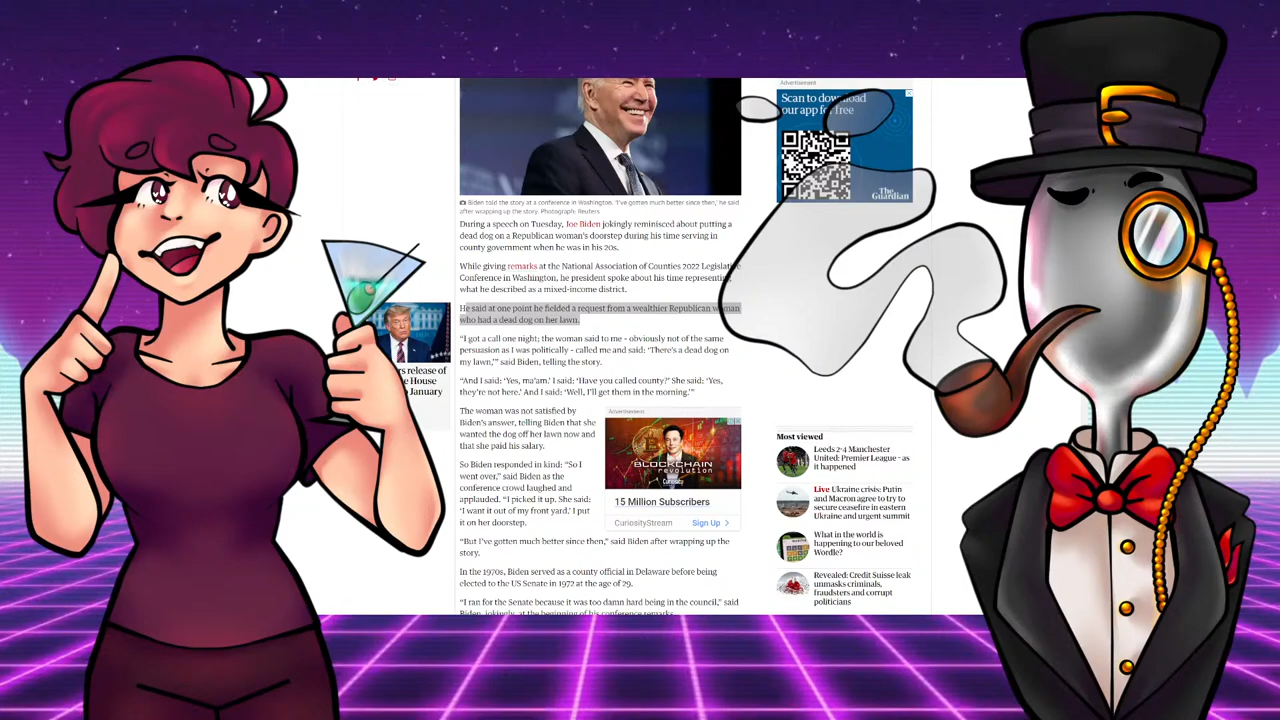 Biden told the story at a conference in Washington. 'I've gotten much better since then,' he said
after wrapping up the story. Photograph: Reuters
During a speech on Tuesday, Joe Biden jokingly reminisced about putting a
dead dog on a Republican woman's doorstep during his time serving in
county government when he was in his 20s.
While giving remarks at the National Association of Counties 2022 Legislative
Conference in Washington, he president spoke about his time representing
what he described as a mixed-income district.
He said at one point he fielded a request from a wealthier Republican woman
who had a dead dog on her lawn.
"I got a call one night; the woman said to me – obviously not of the same
persuasion as I was politically – called me and said: 'There's a dead dog on
my lawn,'" said Biden, telling the story.
"And I said: 'Yes, ma'am.' I said: 'Have you called county?' She said: 'Yes,
they're not here.' And I said: 'Well, I'll get them in the morning.'"
The woman was not satisfied by
Biden's answer, telling Biden that she
wanted the dog off her lawn now and
that she paid his salary.
So Biden responded in kind: "So I
went over," said Biden as the
conference crowd laughed and
applauded. "I picked it up. She said:
'I want it out of my front yard.' I put
it on her doorstep.
"But I've gotten much better since then," said Biden after wrapping up the
story.
In the 1970s, Biden served as a county official in Delaware before being
elected to the US Senate in 1972 at the age of 29.
"I ran for the Senate because it was too damn hard being in the council," said
Biden, jokingly, at the beginning of his conference remarks.
rs release of
e House
January
Advertisement
BLOCKCHAIN
revolution
Curiosity
15 Million Subscribers
CuriosityStream
Sign Up
Advertisement
Scan to download
our app for free
The
Guardian
Most viewed
Leeds 2-4 Manchester
United: Premier League – as
it happened
Live Ukraine crisis: Putin
and Macron agree to try to
secure ceasefire in eastern
Ukraine and urgent summit
What in the world is
happening to our beloved
Wordle?
Revealed: Credit Suisse leak
unmasks criminals,
fraudsters and corrupt
politicians